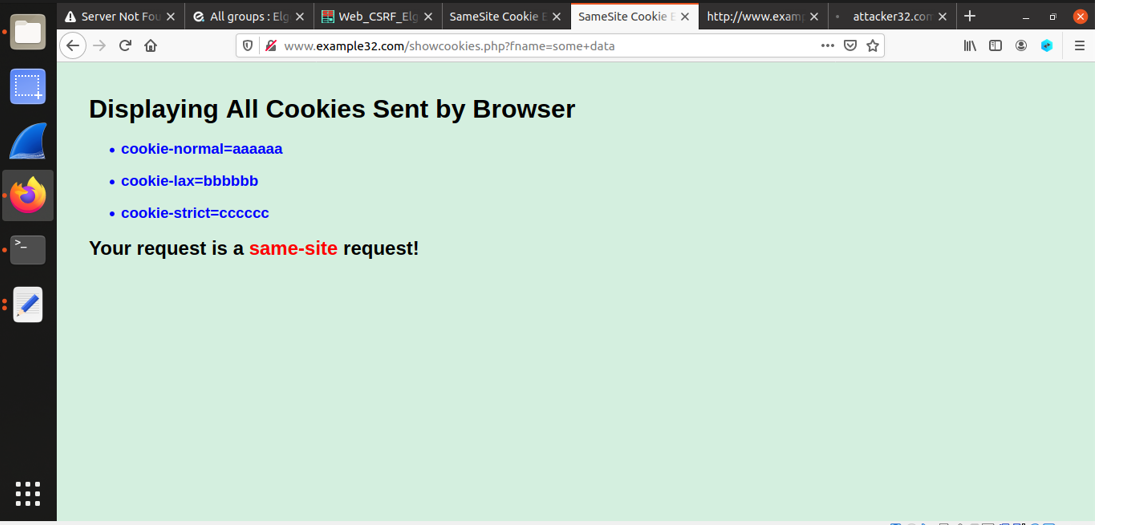 Server Not Fou
All groups : Elg
Web_CSRF_Elg
SameSite Cookie E
SameSite Cookie E
http://www.examp
attacker32.com
www.example32.com/showcookies.php?fname=some+data
Displaying All Cookies Sent by Browser
• cookie-normal=aaaaaa
• cookie-lax=bbbbbb
• cookie-strict=cccccc
Your request is a same-site request!